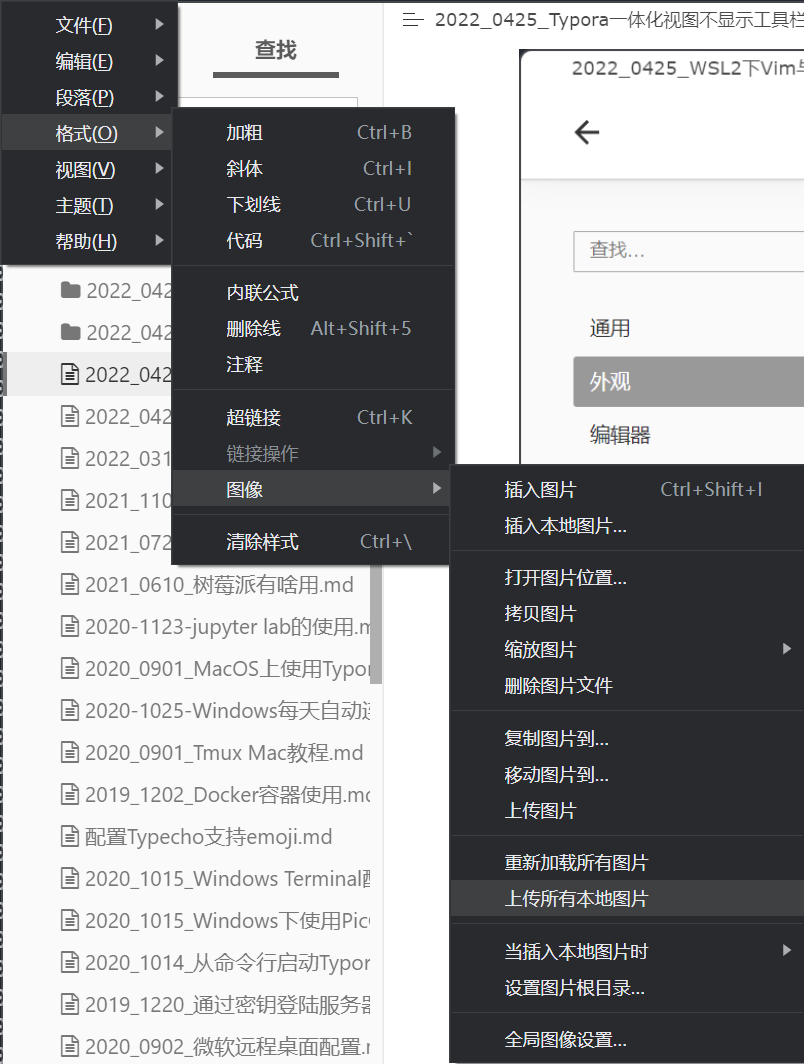 文件(F)
编辑(E)
段落(P)
格式(O)
视图(V)
主题(T)
帮助(H)
查找
2022_0425_Typora一体化视图不显示工具栏
2022_0425_WSL2下Vim与
查找...
通用
外观
编辑器
加粗 Ctrl+B
斜体 Ctrl+I
下划线 Ctrl+U
代码 Ctrl+Shift+`
内联公式
删除线 Alt+Shift+5
注释
超链接 Ctrl+K
链接操作
图像
清除样式 Ctrl+\
插入图片 Ctrl+Shift+I
插入本地图片...
打开图片位置...
拷贝图片
缩放图片
删除图片文件
复制图片到...
移动图片到...
上传图片
重新加载所有图片
上传所有本地图片
当插入本地图片时
设置图片根目录...
全局图像设置...
2022_042
2022_042
2022_042
2022_042
2022_031
2021_110
2021_072
2021_0610_树莓派有啥用.md
2020-1123-jupyter lab的使用.m
2020_0901_MacOS上使用Typor
2020-1025-Windows每天自动
2020_0901_Tmux Mac教程.md
2019_1202_Docker容器使用.md
配置Typecho支持emoji.md
2020_1015_Windows Terminal配
2020_1015_Windows下使用Pic
2020_1014_从命令行启动Typor
2019_1220_通过密钥登陆服务器
2020_0902_微软远程桌面配置.